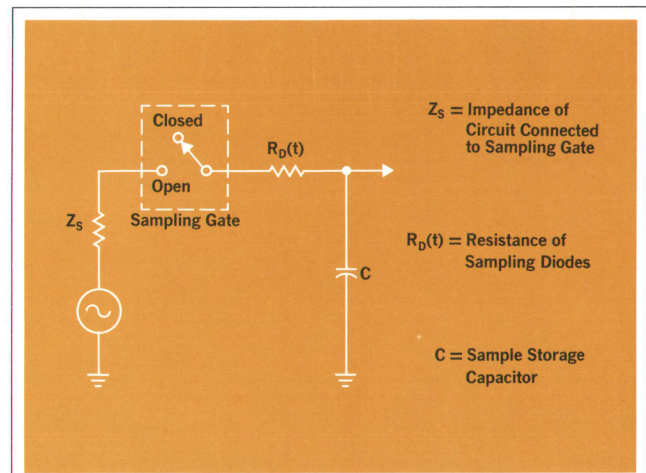 Closed
Open
Sampling Gate
R_D(t)
Z_S
C
Z_S = Impedance of
Circuit Connected
to Sampling Gate
R_D(t) = Resistance of
Sampling Diodes
C = Sample Storage
Capacitor